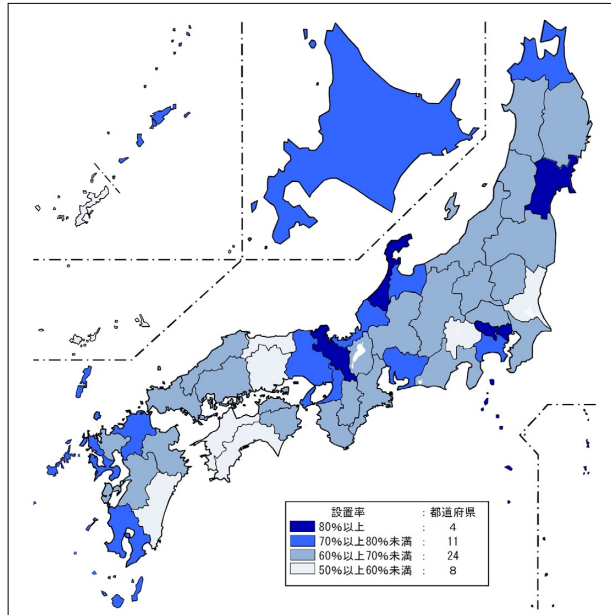 設置率 : 都道府県
80%以上 : 4
70%以上80%未満 : 11
60%以上70%未満 : 24
50%以上60%未満 : 8